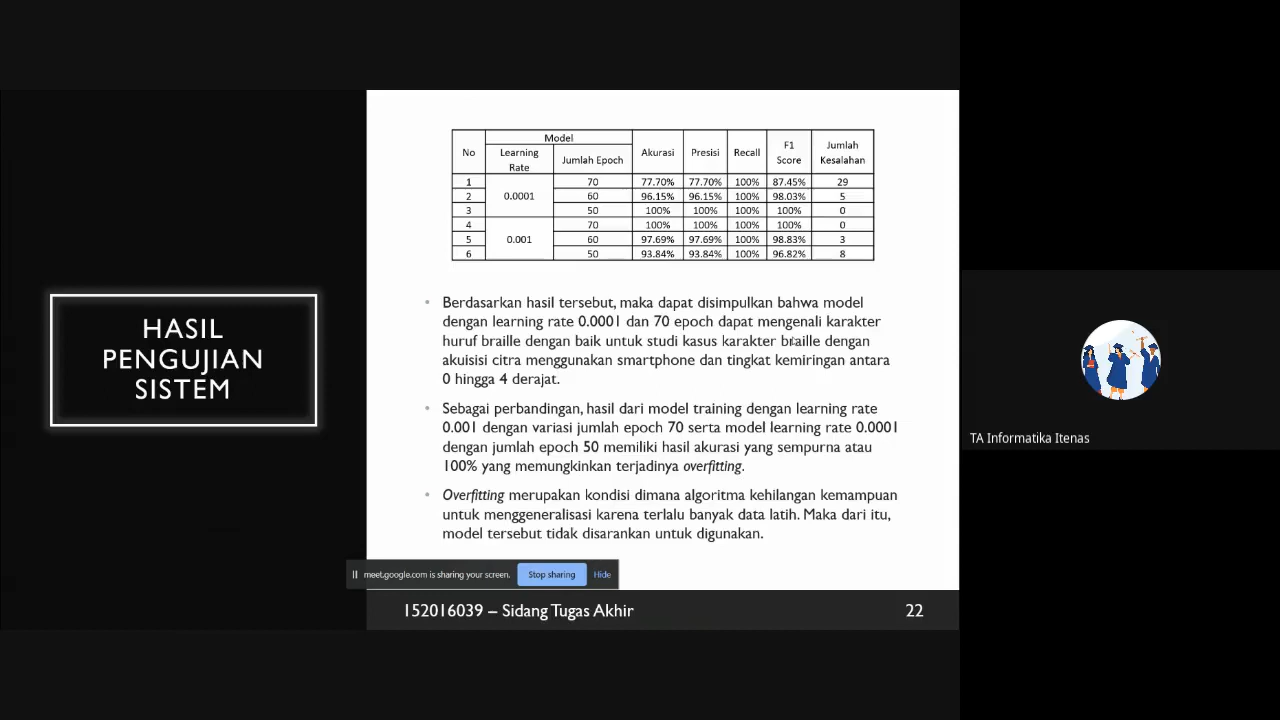 HASIL
PENGUJIAN
SISTEM
No Model Akurasi Presisi Recall F1 Score Jumlah Kesalahan
Learning Rate Jumlah Epoch
1 0.0001 70 77.70% 77.70% 100% 87.45% 29
2 60 96.15% 96.15% 100% 98.03% 5
3 50 100% 100% 100% 100% 0
4 0.001 70 100% 100% 100% 100% 0
5 60 97.69% 97.69% 100% 98.83% 3
6 50 93.84% 93.84% 100% 96.82% 8
• Berdasarkan hasil tersebut, maka dapat disimpulkan bahwa model
dengan learning rate 0.0001 dan 70 epoch dapat mengenali karakter
huruf braille dengan baik untuk studi kasus karakter braille dengan
akuisisi citra menggunakan smartphone dan tingkat kemiringan antara
0 hingga 4 derajat.
• Sebagai perbandingan, hasil dari model training dengan learning rate
0.001 dengan variasi jumlah epoch 70 serta model learning rate 0.0001
dengan jumlah epoch 50 memiliki hasil akurasi yang sempurna atau
100% yang memungkinkan terjadinya overfitting.
• Overfitting merupakan kondisi dimana algoritma kehilangan kemampuan
untuk menggeneralisasi karena terlalu banyak data latih. Maka dari itu,
model tersebut tidak disarankan untuk digunakan.
meet.google.com is sharing your screen. Stop sharing Hide
152016039 – Sidang Tugas Akhir 22
TA Informatika Itenas